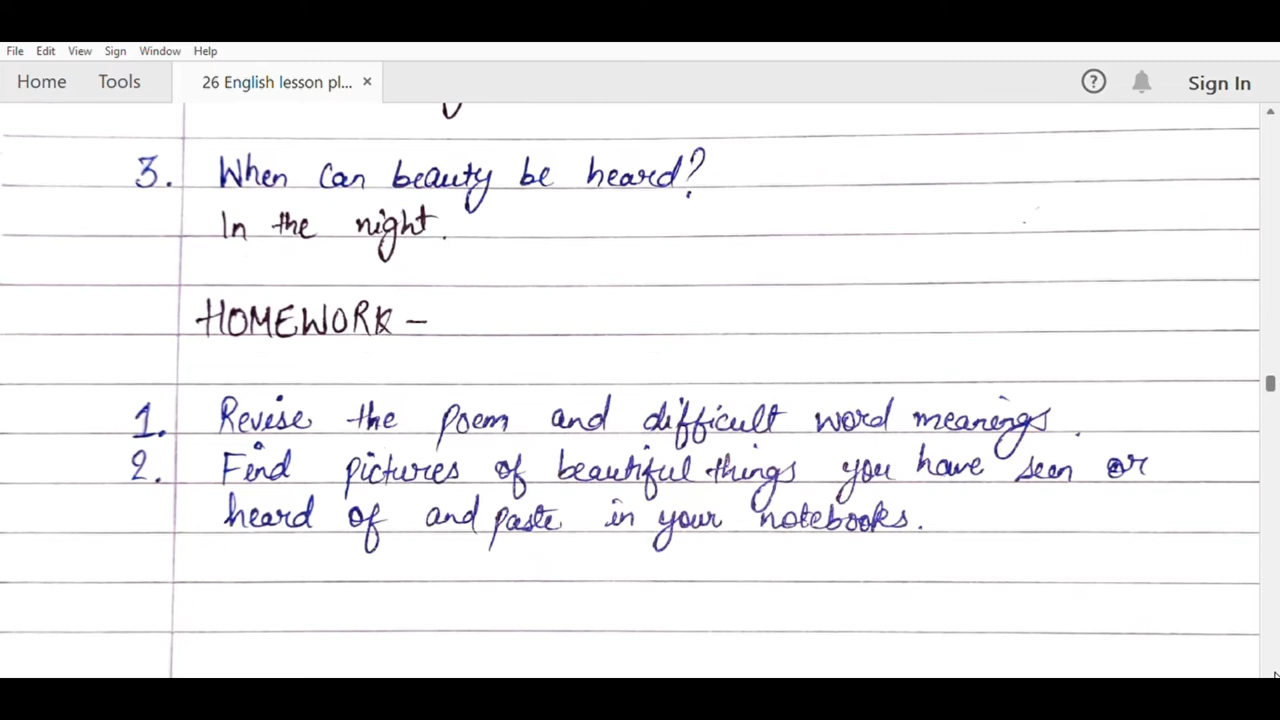 File Edit View Sign Window Help
Home Tools 26 English lesson pl... × ? Sign In
3. When can beauty be heard?
In the night.
HOMEWORK -
1. Revise the poem and difficult word meanings.
2. Find pictures of beautiful things you have seen or
heard of and paste in your notebooks.